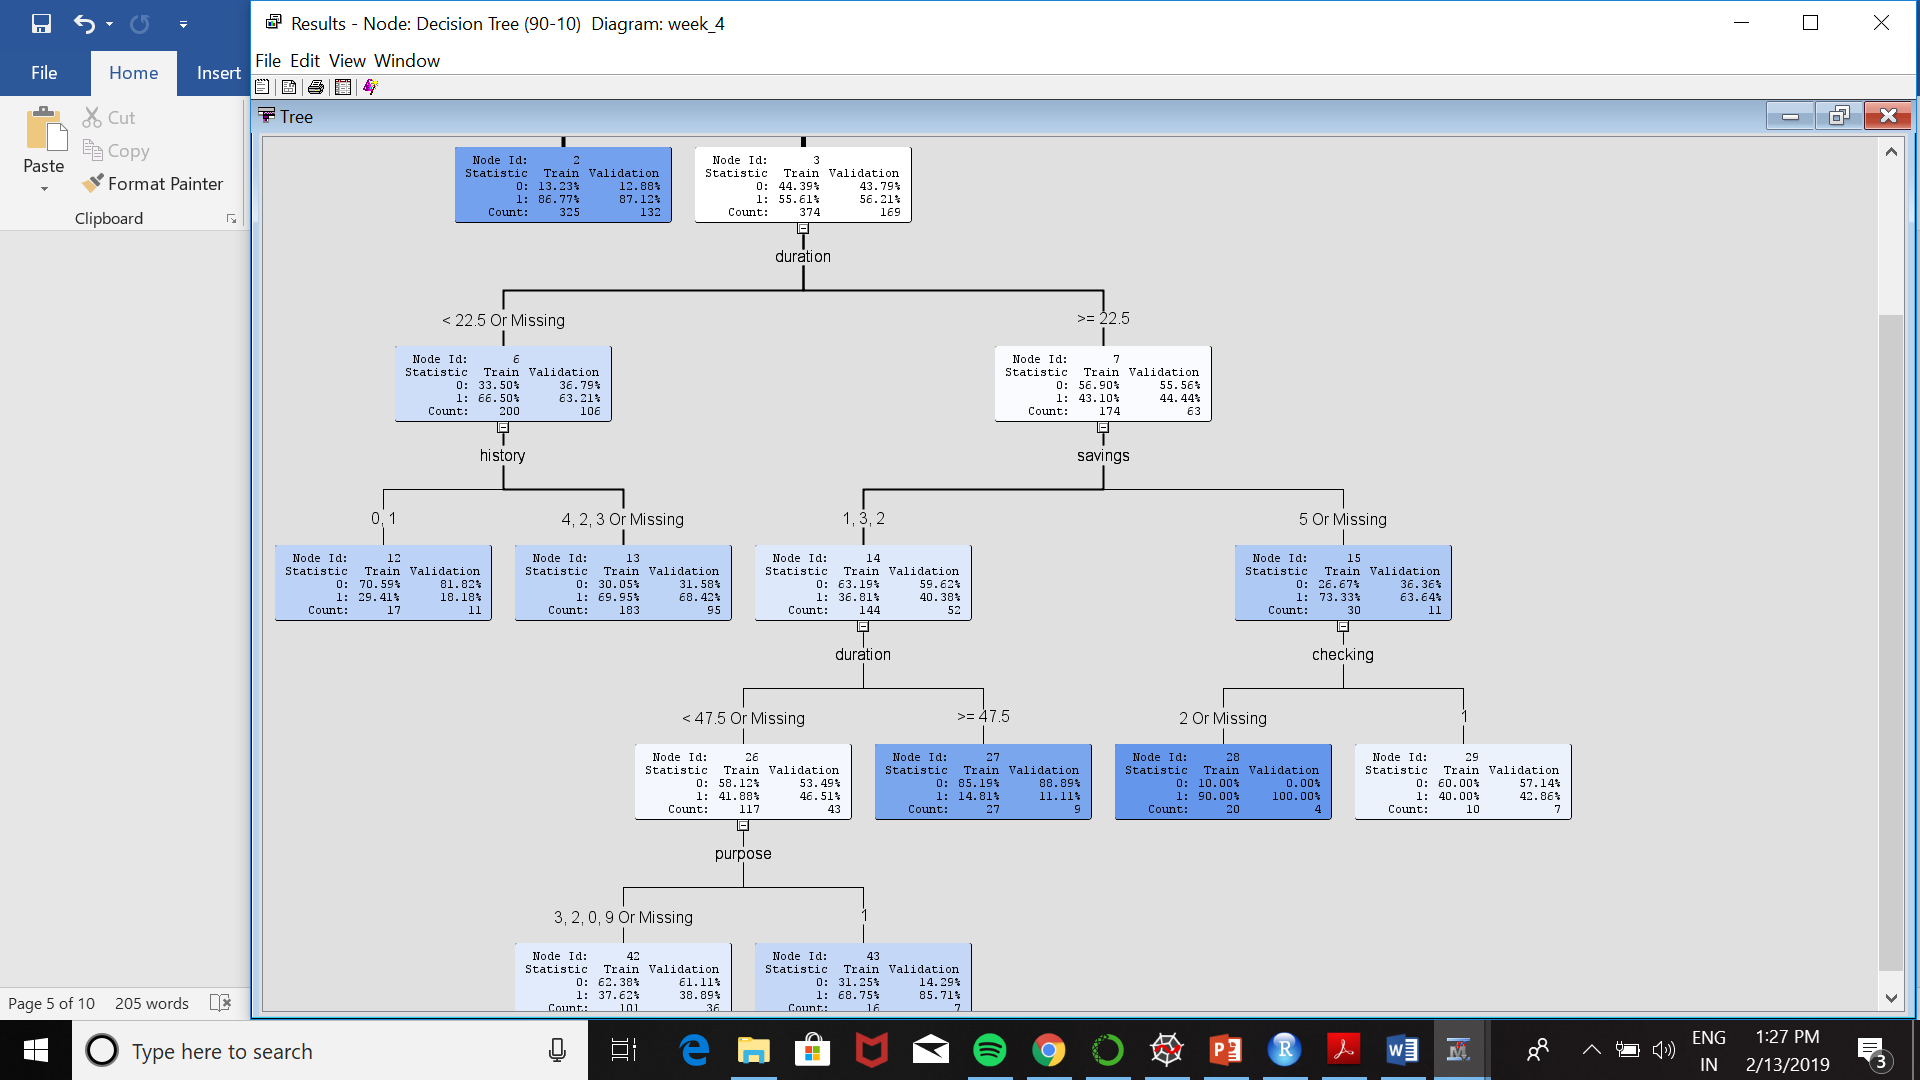 Results - Node: Decision Tree (90-10)  Diagram: week_4
File Edit View Window
File Home Insert
Paste
Cut
Copy
Format Painter
Clipboard
Tree
Node Id: 2
Statistic Train Validation
0: 13.23% 12.88%
1: 86.77% 87.12%
Count: 325 132
Node Id: 3
Statistic Train Validation
0: 44.39% 43.79%
1: 55.61% 56.21%
Count: 374 169
duration
< 22.5 Or Missing
>= 22.5
Node Id: 6
Statistic Train Validation
0: 33.50% 36.79%
1: 66.50% 63.21%
Count: 200 106
Node Id: 7
Statistic Train Validation
0: 56.90% 55.56%
1: 43.10% 44.44%
Count: 174 63
history
savings
0, 1
4, 2, 3 Or Missing
1, 3, 2
5 Or Missing
Node Id: 12
Statistic Train Validation
0: 70.59% 81.82%
1: 29.41% 18.18%
Count: 17 11
Node Id: 13
Statistic Train Validation
0: 30.05% 31.58%
1: 69.95% 68.42%
Count: 183 95
Node Id: 14
Statistic Train Validation
0: 63.19% 59.62%
1: 36.81% 40.38%
Count: 144 52
Node Id: 15
Statistic Train Validation
0: 26.67% 36.36%
1: 73.33% 63.64%
Count: 30 11
duration
checking
< 47.5 Or Missing
>= 47.5
2 Or Missing
1
Node Id: 26
Statistic Train Validation
0: 58.12% 53.49%
1: 41.88% 46.51%
Count: 117 43
Node Id: 27
Statistic Train Validation
0: 85.19% 88.89%
1: 14.81% 11.11%
Count: 27 9
Node Id: 28
Statistic Train Validation
0: 10.00% 0.00%
1: 90.00% 100.00%
Count: 20 4
Node Id: 29
Statistic Train Validation
0: 60.00% 57.14%
1: 40.00% 42.86%
Count: 10 7
purpose
3, 2, 0, 9 Or Missing
1
Node Id: 42
Statistic Train Validation
0: 62.38% 61.11%
1: 37.62% 38.89%
Count: 101 36
Node Id: 43
Statistic Train Validation
0: 31.25% 14.29%
1: 68.75% 85.71%
Count: 16 7
Page 5 of 10 205 words
Type here to search
ENG
IN
1:27 PM
2/13/2019
3